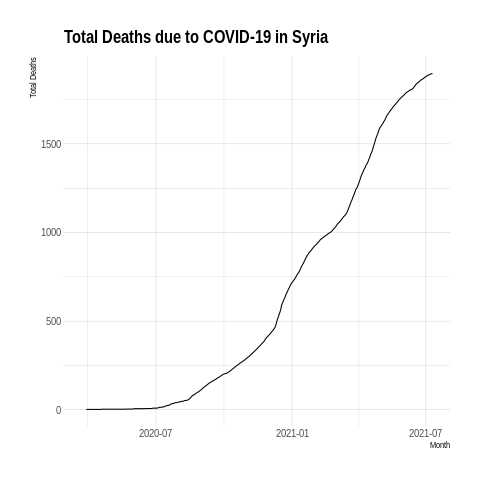 Total Deaths due to COVID-19 in Syria
Total Deaths
1500
1000
500
0
2020-07
2021-01
2021-07
Month